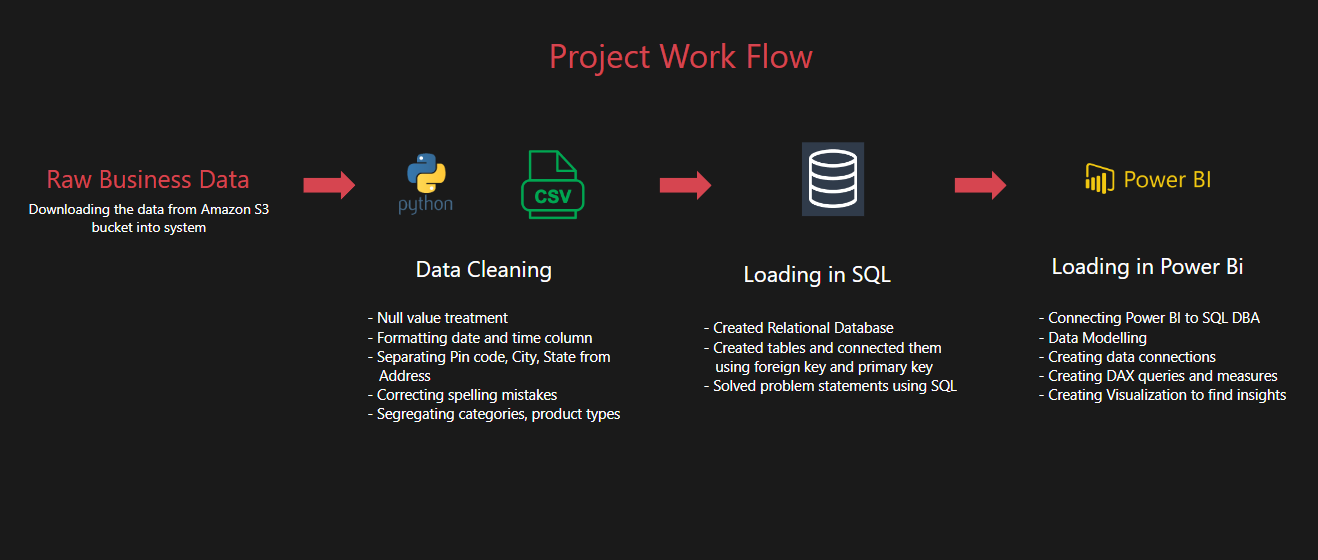 Project Work Flow
Raw Business Data
Downloading the data from Amazon S3
bucket into system
python
CSV
Data Cleaning
- Null value treatment
- Formatting date and time column
- Separating Pin code, City, State from
Address
- Correcting spelling mistakes
- Segregating categories, product types
Loading in SQL
- Created Relational Database
- Created tables and connected them
using foreign key and primary key
- Solved problem statements using SQL
Power BI
Loading in Power Bi
- Connecting Power BI to SQL DBA
- Data Modelling
- Creating data connections
- Creating DAX queries and measures
- Creating Visualization to find insights